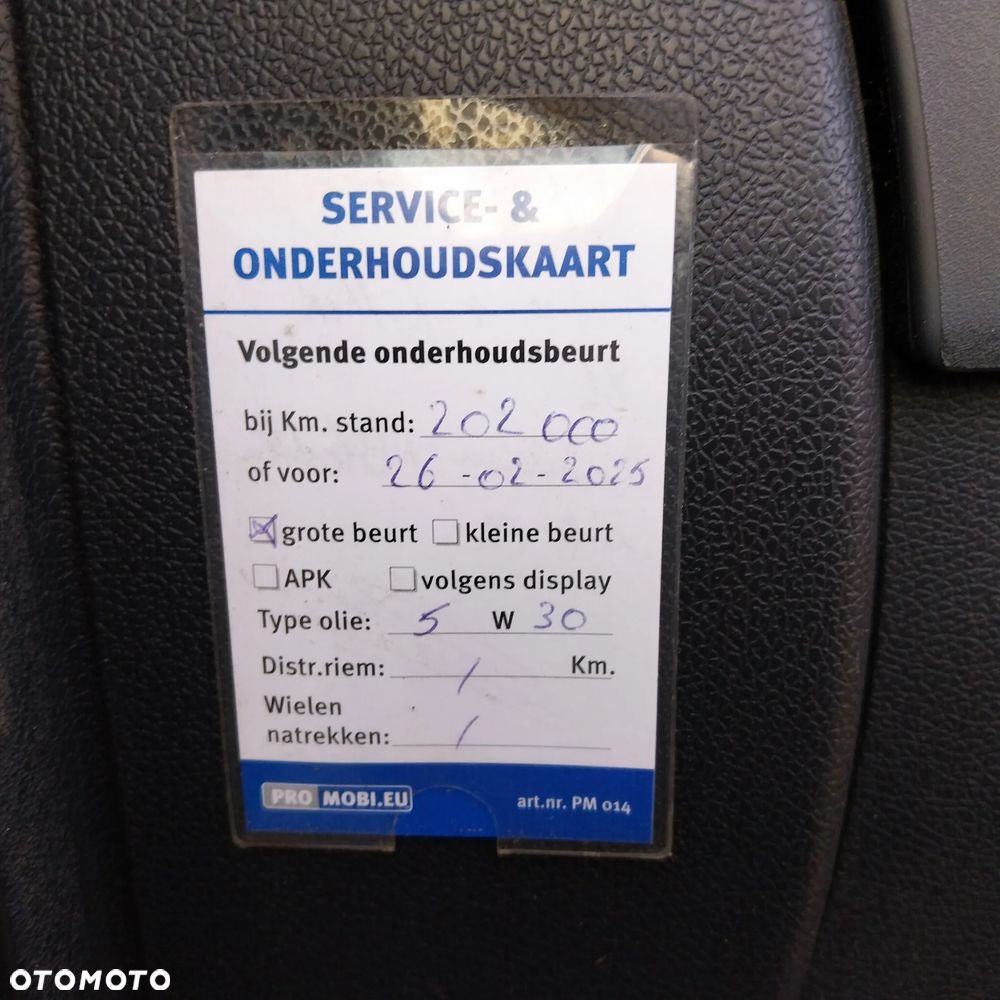 SERVICE- &
ONDERHOUDSKAART
Volgende onderhoudsbeurt
bij Km. stand: 202 000
of voor: 26-02-2025
grote beurt kleine beurt
APK volgens display
Type olie: 5 W 30
Distr.riem: / Km.
Wielen
natrekken: /
PRO MOBI.EU art.nr. PM 014
OTOMOTO